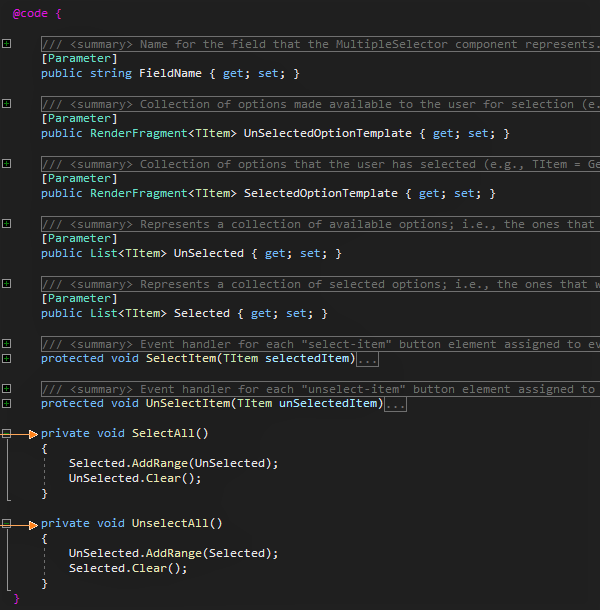 @code {
/// <summary> Name for the field that the MultipleSelector component represents.
[Parameter]
public string FieldName { get; set; }
/// <summary> Collection of options made available to the user for selection (e.
[Parameter]
public RenderFragment<TItem> UnSelectedOptionTemplate { get; set; }
/// <summary> Collection of options that the user has selected (e.g., TItem = Ge
[Parameter]
public RenderFragment<TItem> SelectedOptionTemplate { get; set; }
/// <summary> Represents a collection of available options; i.e., the ones that
[Parameter]
public List<TItem> UnSelected { get; set; }
/// <summary> Represents a collection of selected options; i.e., the ones that w
[Parameter]
public List<TItem> Selected { get; set; }
/// <summary> Event handler for each "select-item" button element assigned to ev
protected void SelectItem(TItem selectedItem)...
/// <summary> Event handler for each "unselect-item" button element assigned to
protected void UnSelectItem(TItem unSelectedItem)...
private void SelectAll()
{
Selected.AddRange(UnSelected);
UnSelected.Clear();
}
private void UnselectAll()
{
UnSelected.AddRange(Selected);
Selected.Clear();
}
}